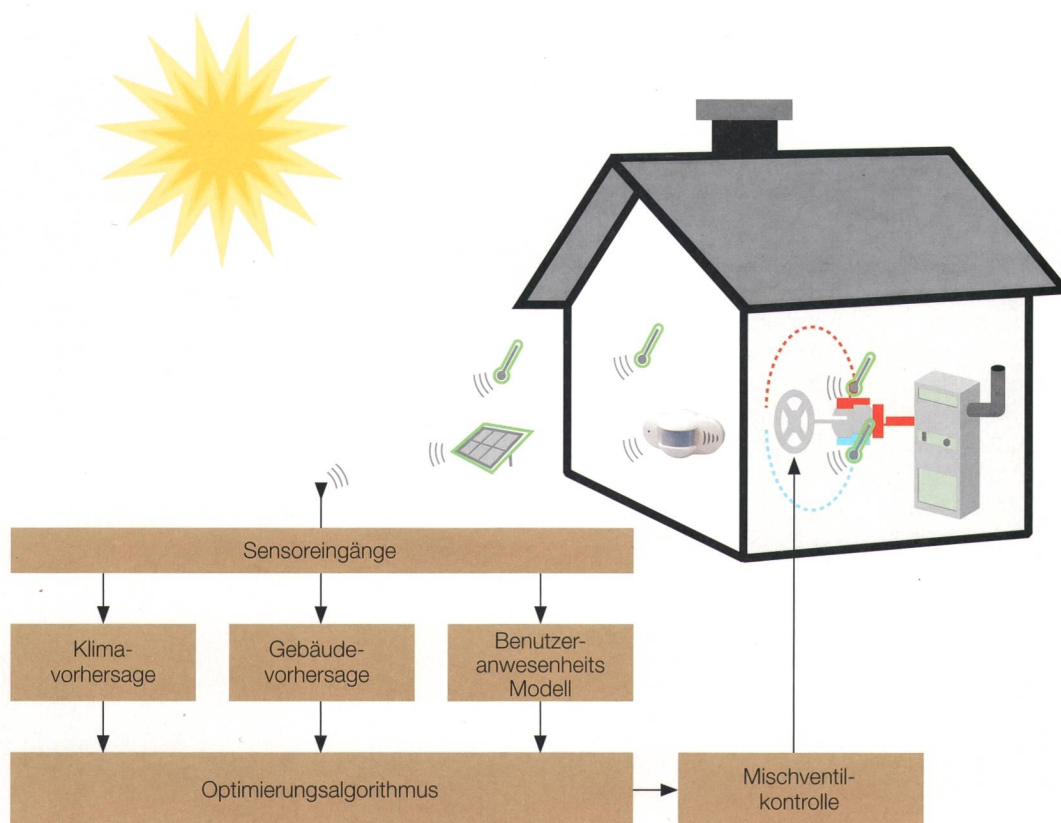 Sensoreingänge
Klima-
vorhersage
Gebäude-
vorhersage
Benutzer-
anwesenheits
Modell
Optimierungsalgorithmus
Mischventil-
kontrolle